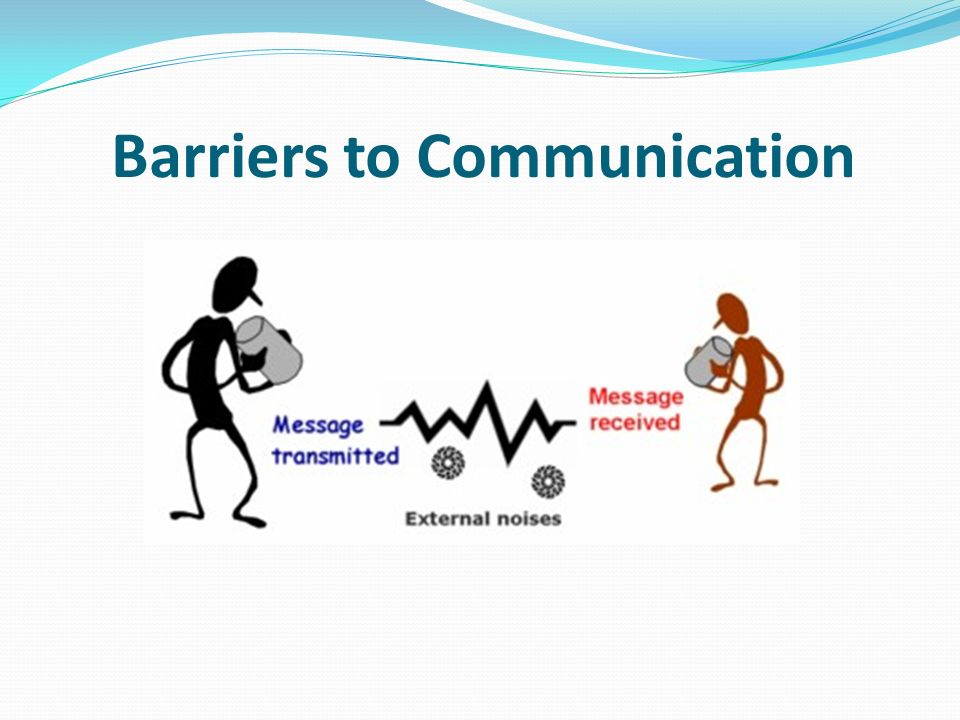 Barriers to Communication
Message
transmitted
Message
received
External noises